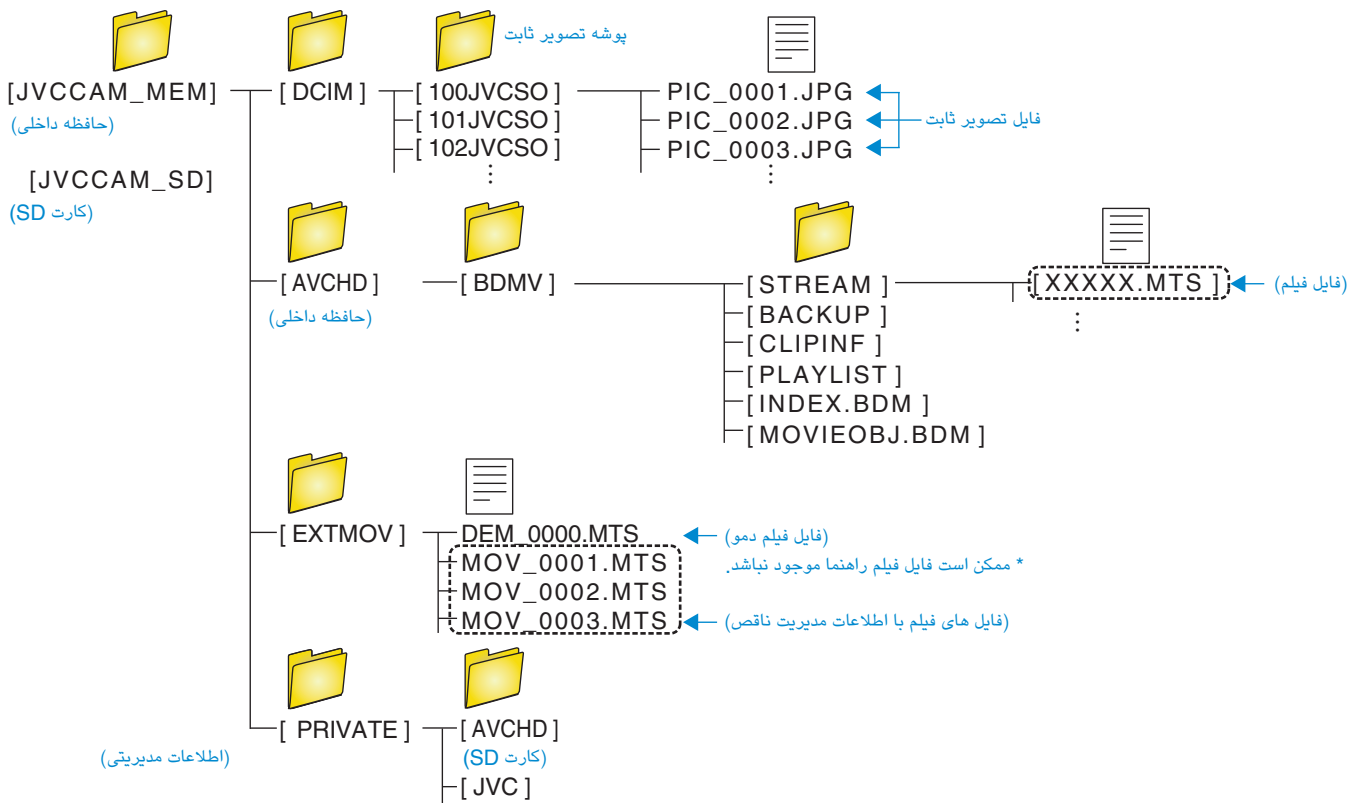 پوشه تصویر ثابت
[JVCCAM_MEM]
(حافظه داخلی)
[JVCCAM_SD]
(کارت SD)
[ DCIM ]
[ 100JVCSO ]
[ 101JVCSO ]
[ 102JVCSO ]
⋮
PIC_0001.JPG
PIC_0002.JPG
PIC_0003.JPG
⋮
فایل تصویر ثابت
[ AVCHD ]
(حافظه داخلی)
[ BDMV ]
[ STREAM ]
[ BACKUP ]
[ CLIPINF ]
[ PLAYLIST ]
[ INDEX.BDM ]
[ MOVIEOBJ.BDM ]
[ XXXXX.MTS ]
⋮
(فایل فیلم)
[ EXTMOV ]
DEM_0000.MTS
(فایل فیلم دمو)
MOV_0001.MTS
* ممکن است فایل فیلم راهنما موجود نباشد.
MOV_0002.MTS
MOV_0003.MTS
(فایل های فیلم با اطلاعات مدیریت ناقص)
[ PRIVATE ]
(اطلاعات مدیریتی)
[ AVCHD ]
(کارت SD)
[ JVC ]